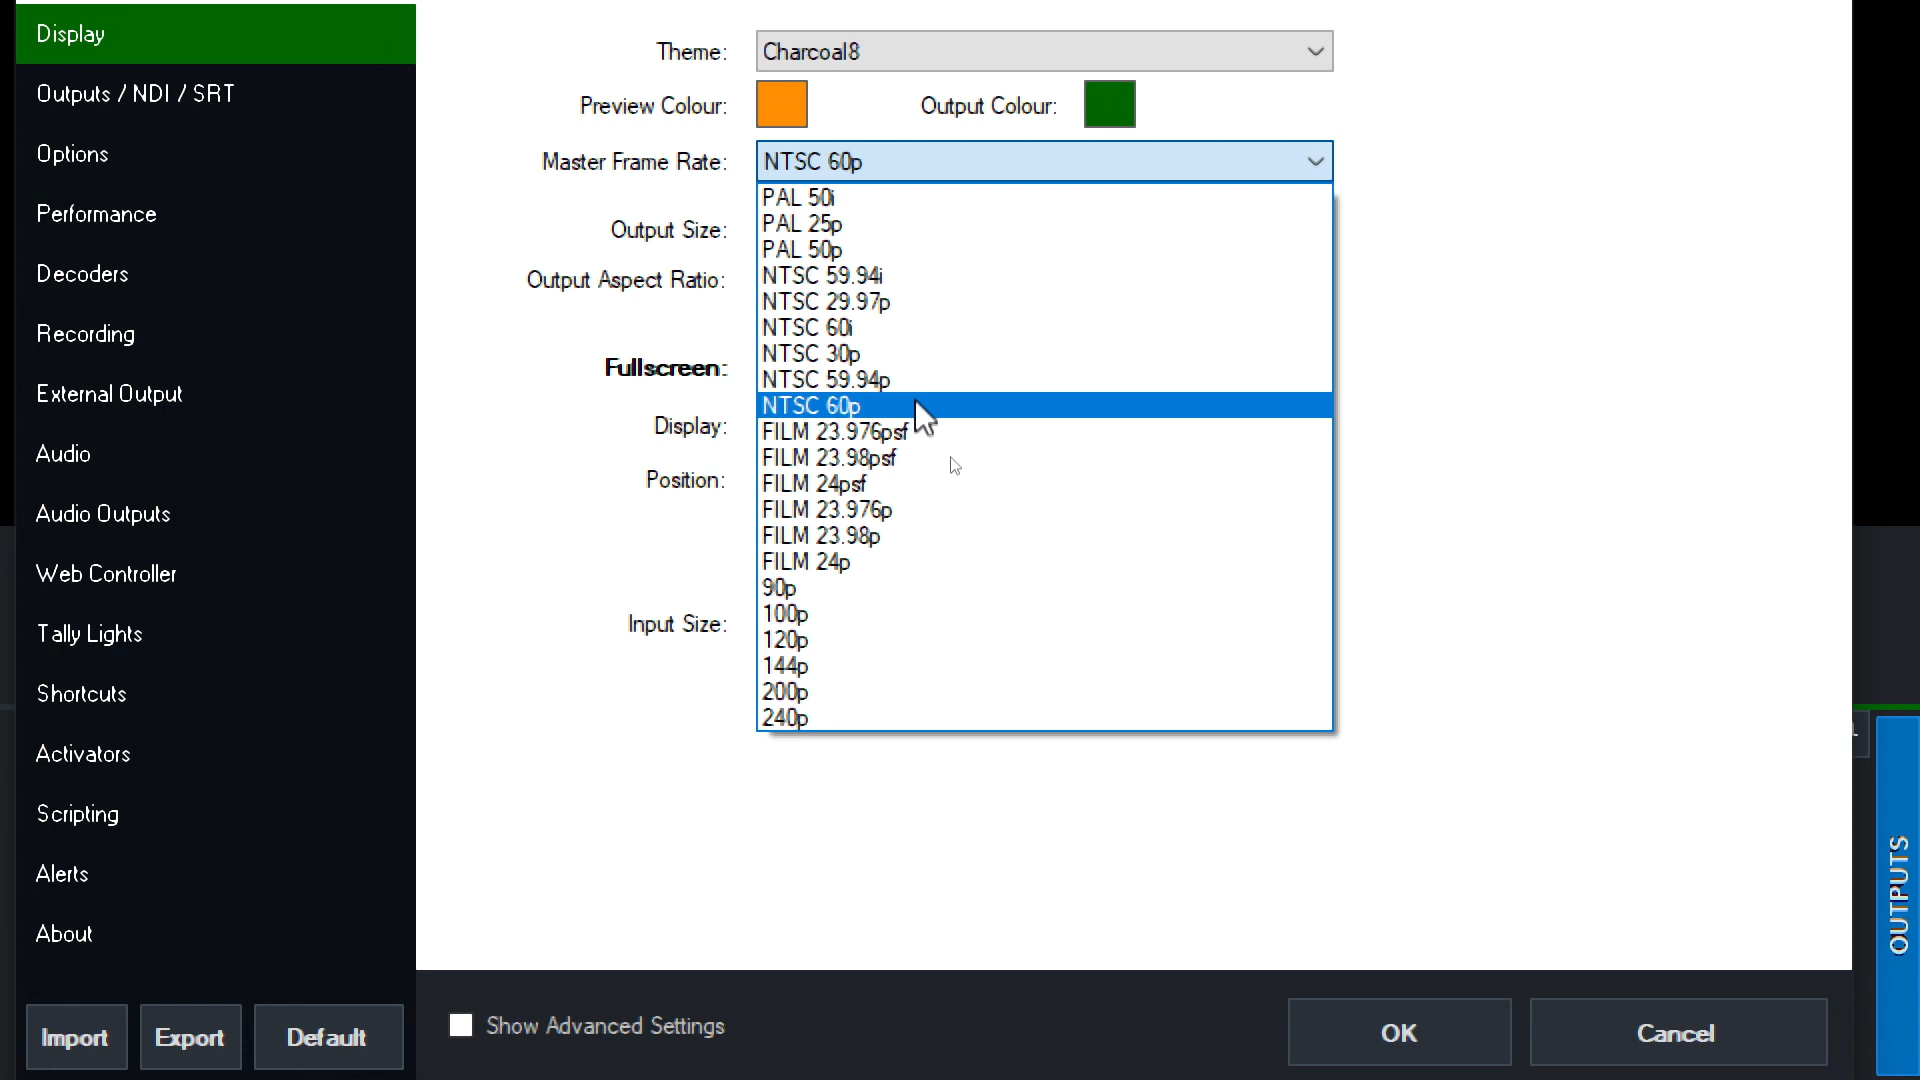 Display
Outputs / NDI / SRT
Options
Performance
Decoders
Recording
External Output
Audio
Audio Outputs
Web Controller
Tally Lights
Shortcuts
Activators
Scripting
Alerts
About
Import
Export
Default
Theme: Charcoal8
Preview Colour:
Output Colour:
Master Frame Rate: NTSC 60p
Output Size:
Output Aspect Ratio:
Fullscreen:
Display:
Position:
Input Size:
PAL 50i
PAL 25p
PAL 50p
NTSC 59.94i
NTSC 29.97p
NTSC 60i
NTSC 30p
NTSC 59.94p
NTSC 60p
FILM 23.976psf
FILM 23.98psf
FILM 24psf
FILM 23.976p
FILM 23.98p
FILM 24p
90p
100p
120p
144p
200p
240p
Show Advanced Settings
OK
Cancel
OUTPUTS